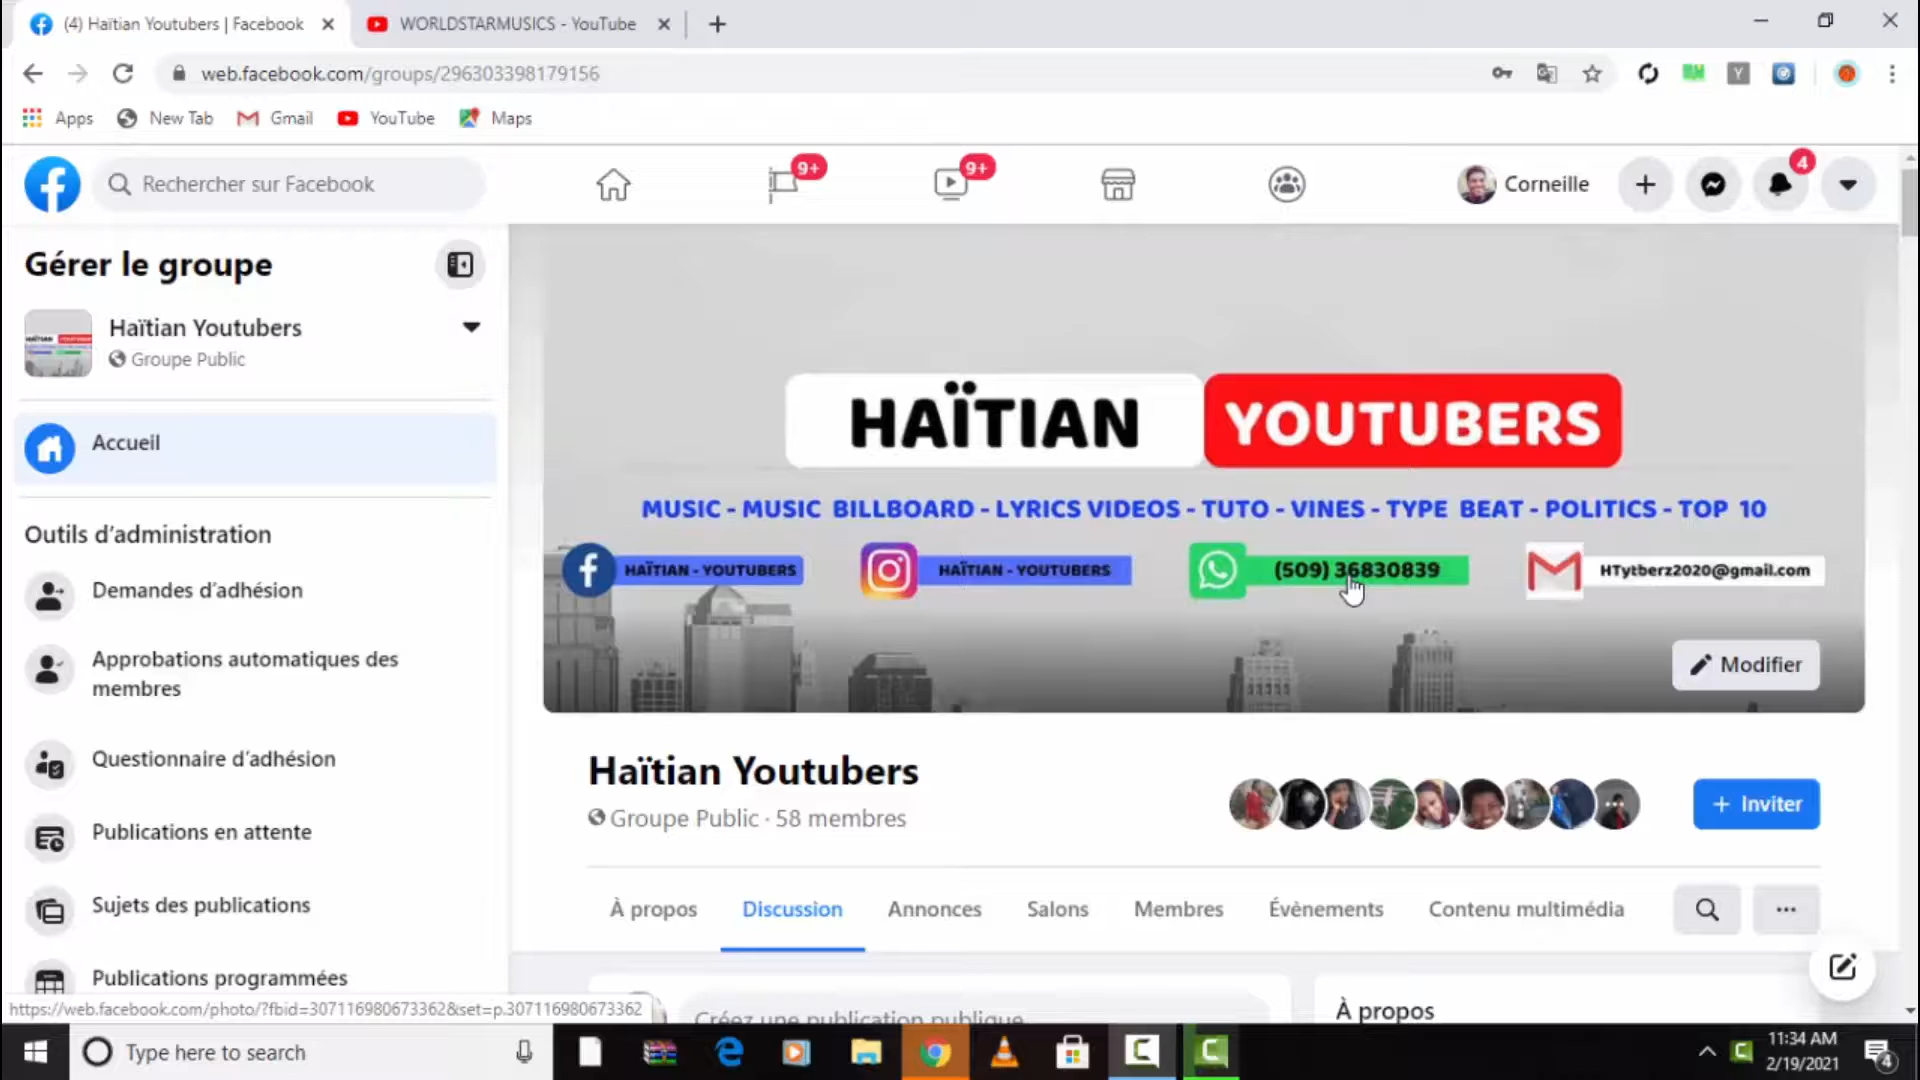 (4) Haïtian Youtubers | Facebook
WORLDSTARMUSICS - YouTube
web.facebook.com/groups/296303398179156
Apps
New Tab
Gmail
YouTube
Maps
Rechercher sur Facebook
9+
9+
Corneille
4
Gérer le groupe
Haïtian Youtubers
Groupe Public
Accueil
Outils d’administration
Demandes d’adhésion
Approbations automatiques des
membres
Questionnaire d’adhésion
Publications en attente
Sujets des publications
Publications programmées
https://web.facebook.com/photo/?fbid=307116980673362&set=p.307116980673362
HAÏTIAN YOUTUBERS
MUSIC - MUSIC BILLBOARD - LYRICS VIDEOS - TUTO - VINES - TYPE BEAT - POLITICS - TOP 10
HAÏTIAN - YOUTUBERS
HAÏTIAN - YOUTUBERS
(509) 36830839
HTytberz2020@gmail.com
Modifier
Haïtian Youtubers
Groupe Public · 58 membres
+ Inviter
À propos
Discussion
Annonces
Salons
Membres
Évènements
Contenu multimédia
Créez une publication publique
À propos
Type here to search
11:34 AM
2/19/2021
4